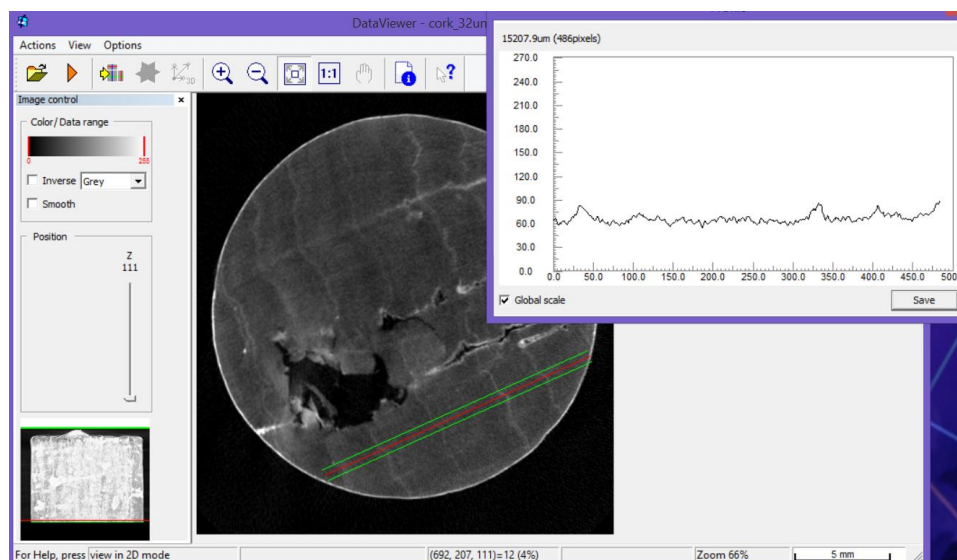 DataViewer - cork_32un
Actions View Options
1:1
3D
?
Image control
Color/Data range
0 255
Inverse Grey
Smooth
Position
Z
111
15207.9um (486pixels)
270.0
240.0
210.0
180.0
150.0
120.0
90.0
60.0
30.0
0.0
0.0 50.0 100.0 150.0 200.0 250.0 300.0 350.0 400.0 450.0 500
Global scale Save
For Help, press view in 2D mode (692, 207, 111)=12 (4%) Zoom 66% 5 mm